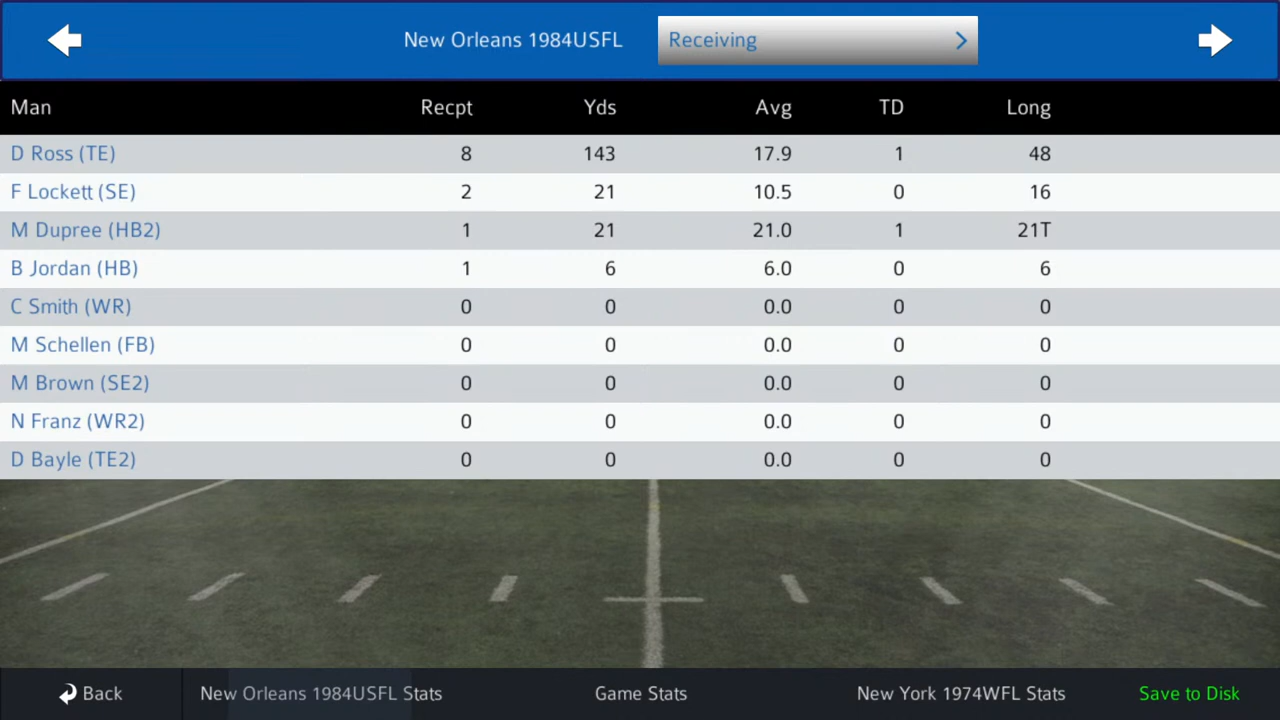 New Orleans 1984USFL Receiving
Man Recpt Yds Avg TD Long
D Ross (TE) 8 143 17.9 1 48
F Lockett (SE) 2 21 10.5 0 16
M Dupree (HB2) 1 21 21.0 1 21T
B Jordan (HB) 1 6 6.0 0 6
C Smith (WR) 0 0 0.0 0 0
M Schellen (FB) 0 0 0.0 0 0
M Brown (SE2) 0 0 0.0 0 0
N Franz (WR2) 0 0 0.0 0 0
D Bayle (TE2) 0 0 0.0 0 0
Back New Orleans 1984USFL Stats Game Stats New York 1974WFL Stats Save to Disk